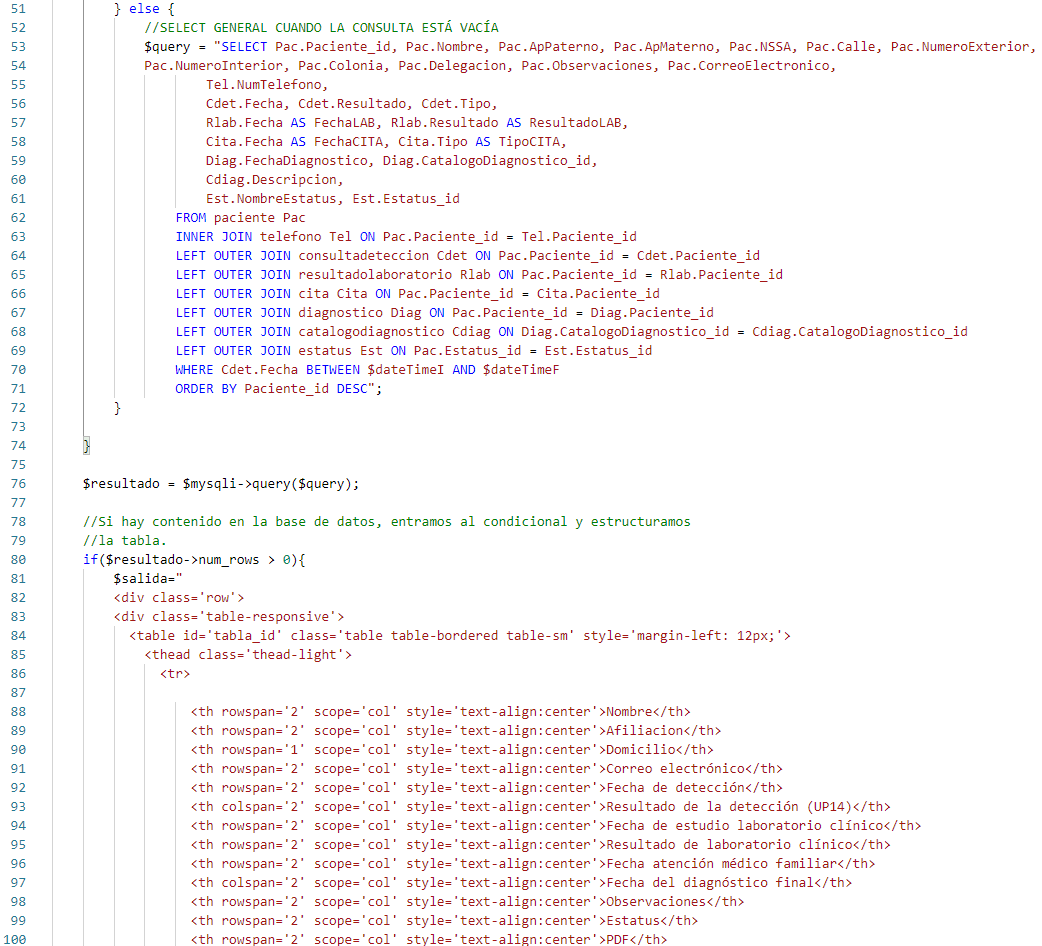 51 } else {
52 //SELECT GENERAL CUANDO LA CONSULTA ESTÁ VACÍA
53 $query = "SELECT Pac.Paciente_id, Pac.Nombre, Pac.ApPaterno, Pac.ApMaterno, Pac.NSSA, Pac.Calle, Pac.NumeroExterior,
54 Pac.NumeroInterior, Pac.Colonia, Pac.Delegacion, Pac.Observaciones, Pac.CorreoElectronico,
55 Tel.NumTelefono,
56 Cdet.Fecha, Cdet.Resultado, Cdet.Tipo,
57 Rlab.Fecha AS FechaLAB, Rlab.Resultado AS ResultadoLAB,
58 Cita.Fecha AS FechaCITA, Cita.Tipo AS TipoCITA,
59 Diag.FechaDiagnostico, Diag.CatalogoDiagnostico_id,
60 Cdiag.Descripcion,
61 Est.NombreEstatus, Est.Estatus_id
62 FROM paciente Pac
63 INNER JOIN telefono Tel ON Pac.Paciente_id = Tel.Paciente_id
64 LEFT OUTER JOIN consultadeteccion Cdet ON Pac.Paciente_id = Cdet.Paciente_id
65 LEFT OUTER JOIN resultadolaboratorio Rlab ON Pac.Paciente_id = Rlab.Paciente_id
66 LEFT OUTER JOIN cita Cita ON Pac.Paciente_id = Cita.Paciente_id
67 LEFT OUTER JOIN diagnostico Diag ON Pac.Paciente_id = Diag.Paciente_id
68 LEFT OUTER JOIN catalogodiagnostico Cdiag ON Diag.CatalogoDiagnostico_id = Cdiag.CatalogoDiagnostico_id
69 LEFT OUTER JOIN estatus Est ON Pac.Estatus_id = Est.Estatus_id
70 WHERE Cdet.Fecha BETWEEN $dateTimeI AND $dateTimeF
71 ORDER BY Paciente_id DESC";
72 }
73
74 }
75
76 $resultado = $mysqli->query($query);
77
78 //Si hay contenido en la base de datos, entramos al condicional y estructuramos
79 //la tabla.
80 if($resultado->num_rows > 0){
81 $salida="
82 <div class='row'>
83 <div class='table-responsive'>
84 <table id='tabla_id' class='table table-bordered table-sm' style='margin-left: 12px;'>
85 <thead class='thead-light'>
86 <tr>
87
88 <th rowspan='2' scope='col' style='text-align:center'>Nombre</th>
89 <th rowspan='2' scope='col' style='text-align:center'>Afiliacion</th>
90 <th rowspan='1' scope='col' style='text-align:center'>Domicilio</th>
91 <th rowspan='2' scope='col' style='text-align:center'>Correo electrónico</th>
92 <th rowspan='2' scope='col' style='text-align:center'>Fecha de detección</th>
93 <th colspan='2' scope='col' style='text-align:center'>Resultado de la detección (UP14)</th>
94 <th rowspan='2' scope='col' style='text-align:center'>Fecha de estudio laboratorio clínico</th>
95 <th rowspan='2' scope='col' style='text-align:center'>Resultado de laboratorio clínico</th>
96 <th rowspan='2' scope='col' style='text-align:center'>Fecha atención médico familiar</th>
97 <th colspan='2' scope='col' style='text-align:center'>Fecha del diagnóstico final</th>
98 <th rowspan='2' scope='col' style='text-align:center'>Observaciones</th>
99 <th rowspan='2' scope='col' style='text-align:center'>Estatus</th>
100 <th rowspan='2' scope='col' style='text-align:center'>PDF</th>